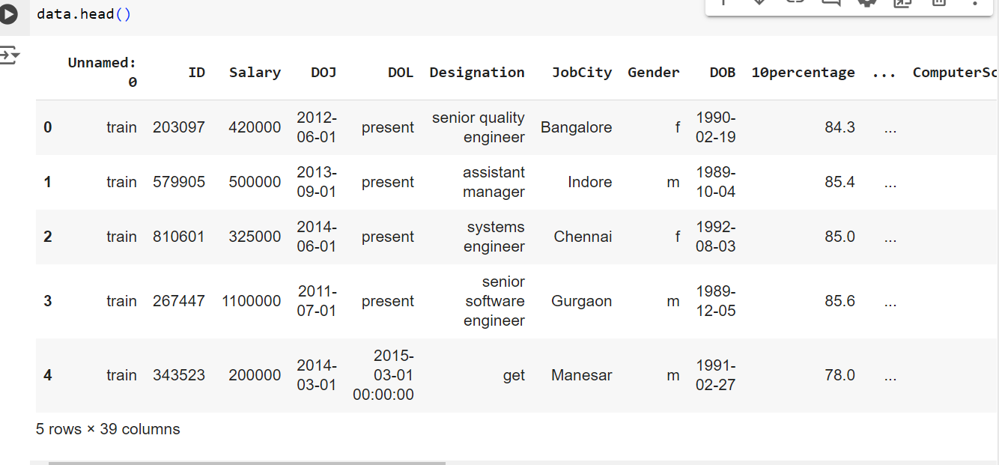 data.head()
Unnamed: 0 ID Salary DOJ DOL Designation JobCity Gender DOB 10percentage ... ComputerSc
0 train 203097 420000 2012-06-01 present senior quality engineer Bangalore f 1990-02-19 84.3 ...
1 train 579905 500000 2013-09-01 present assistant manager Indore m 1989-10-04 85.4 ...
2 train 810601 325000 2014-06-01 present systems engineer Chennai f 1992-08-03 85.0 ...
3 train 267447 1100000 2011-07-01 present senior software engineer Gurgaon m 1989-12-05 85.6 ...
4 train 343523 200000 2014-03-01 2015-03-01 00:00:00 get Manesar m 1991-02-27 78.0 ...
5 rows × 39 columns